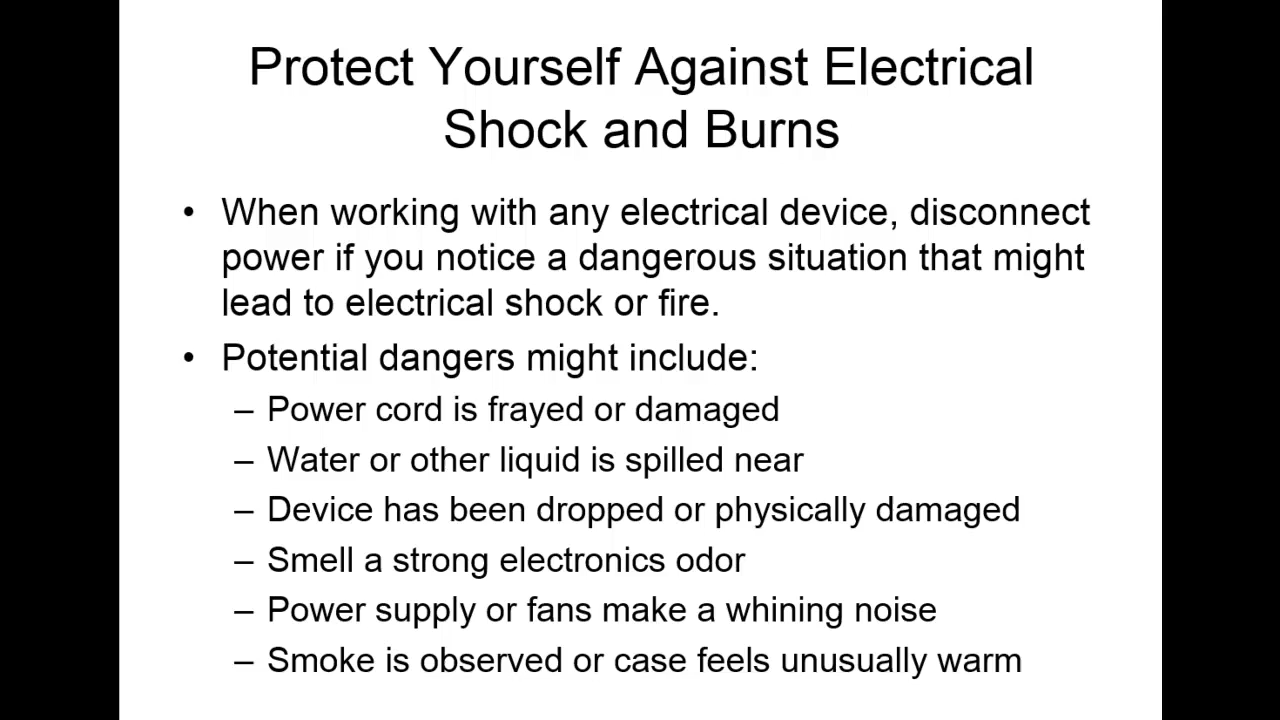 Protect Yourself Against Electrical
Shock and Burns
• When working with any electrical device, disconnect
power if you notice a dangerous situation that might
lead to electrical shock or fire.
• Potential dangers might include:
– Power cord is frayed or damaged
– Water or other liquid is spilled near
– Device has been dropped or physically damaged
– Smell a strong electronics odor
– Power supply or fans make a whining noise
– Smoke is observed or case feels unusually warm